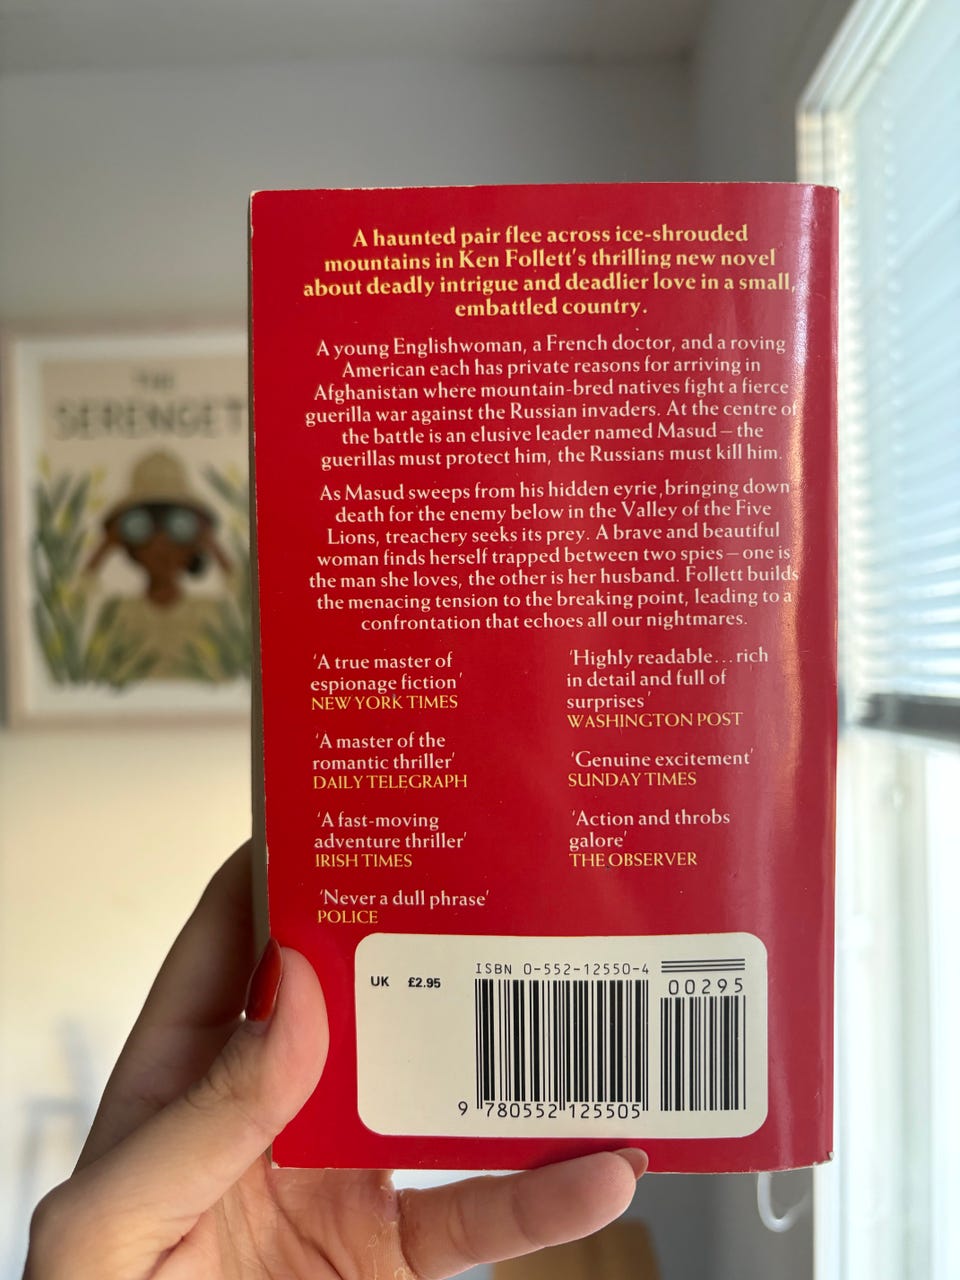 A haunted pair flee across ice-shrouded
mountains in Ken Follett's thrilling new novel
about deadly intrigue and deadlier love in a small,
embattled country.
A young Englishwoman, a French doctor, and a roving
American each has private reasons for arriving in
Afghanistan where mountain-bred natives fight a fierce
guerilla war against the Russian invaders. At the centre of
the battle is an elusive leader named Masud – the
guerillas must protect him, the Russians must kill him.
As Masud sweeps from his hidden eyrie, bringing down
death for the enemy below in the Valley of the Five
Lions, treachery seeks its prey. A brave and beautiful
woman finds herself trapped between two spies – one is
the man she loves, the other is her husband. Follett builds
the menacing tension to the breaking point, leading to a
confrontation that echoes all our nightmares.
'A true master of
espionage fiction'
NEW YORK TIMES
'A master of the
romantic thriller'
DAILY TELEGRAPH
'A fast-moving
adventure thriller'
IRISH TIMES
'Never a dull phrase'
POLICE
'Highly readable...rich
in detail and full of
surprises'
WASHINGTON POST
'Genuine excitement'
SUNDAY TIMES
'Action and throbs
galore'
THE OBSERVER
UK £2.95
ISBN 0-552-12550-4
00295
9 780552 125505
THE
SERENGET